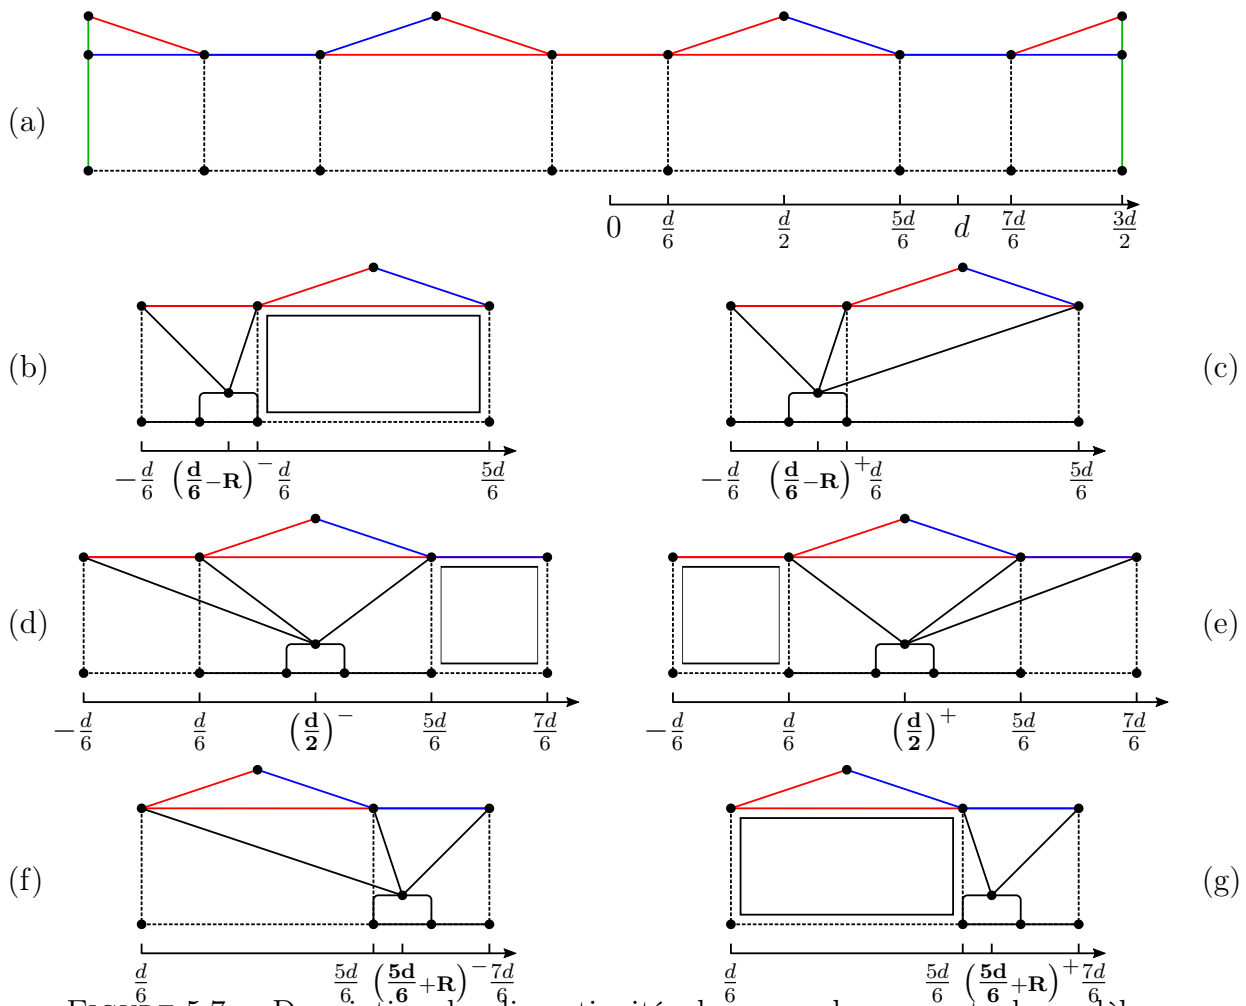 (a)
0 d/6 d/2 5d/6 d 7d/6 3d/2
(b)
−d/6 (d/6−R)⁻ d/6 5d/6
(c)
−d/6 (d/6−R)⁺ d/6 5d/6
(d)
−d/6 d/6 (d/2)⁻ 5d/6 7d/6
(e)
−d/6 d/6 (d/2)⁺ 5d/6 7d/6
(f)
d/6 5d/6 (5d/6+R)⁻ 7d/6
(g)
d/6 5d/6 (5d/6+R)⁺ 7d/6